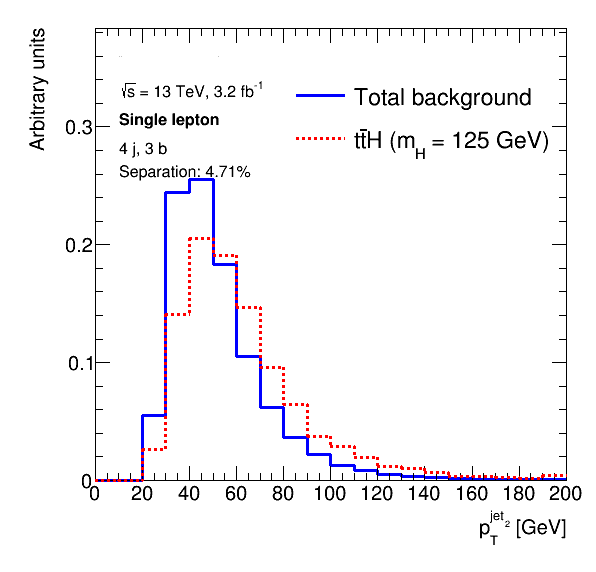 Arbitrary units
√s = 13 TeV, 3.2 fb⁻¹
Single lepton
4 j, 3 b
Separation: 4.71%
Total background
tt̄H (m_H = 125 GeV)
0.3
0.2
0.1
0
0 20 40 60 80 100 120 140 160 180 200
p_T^jet_2 [GeV]